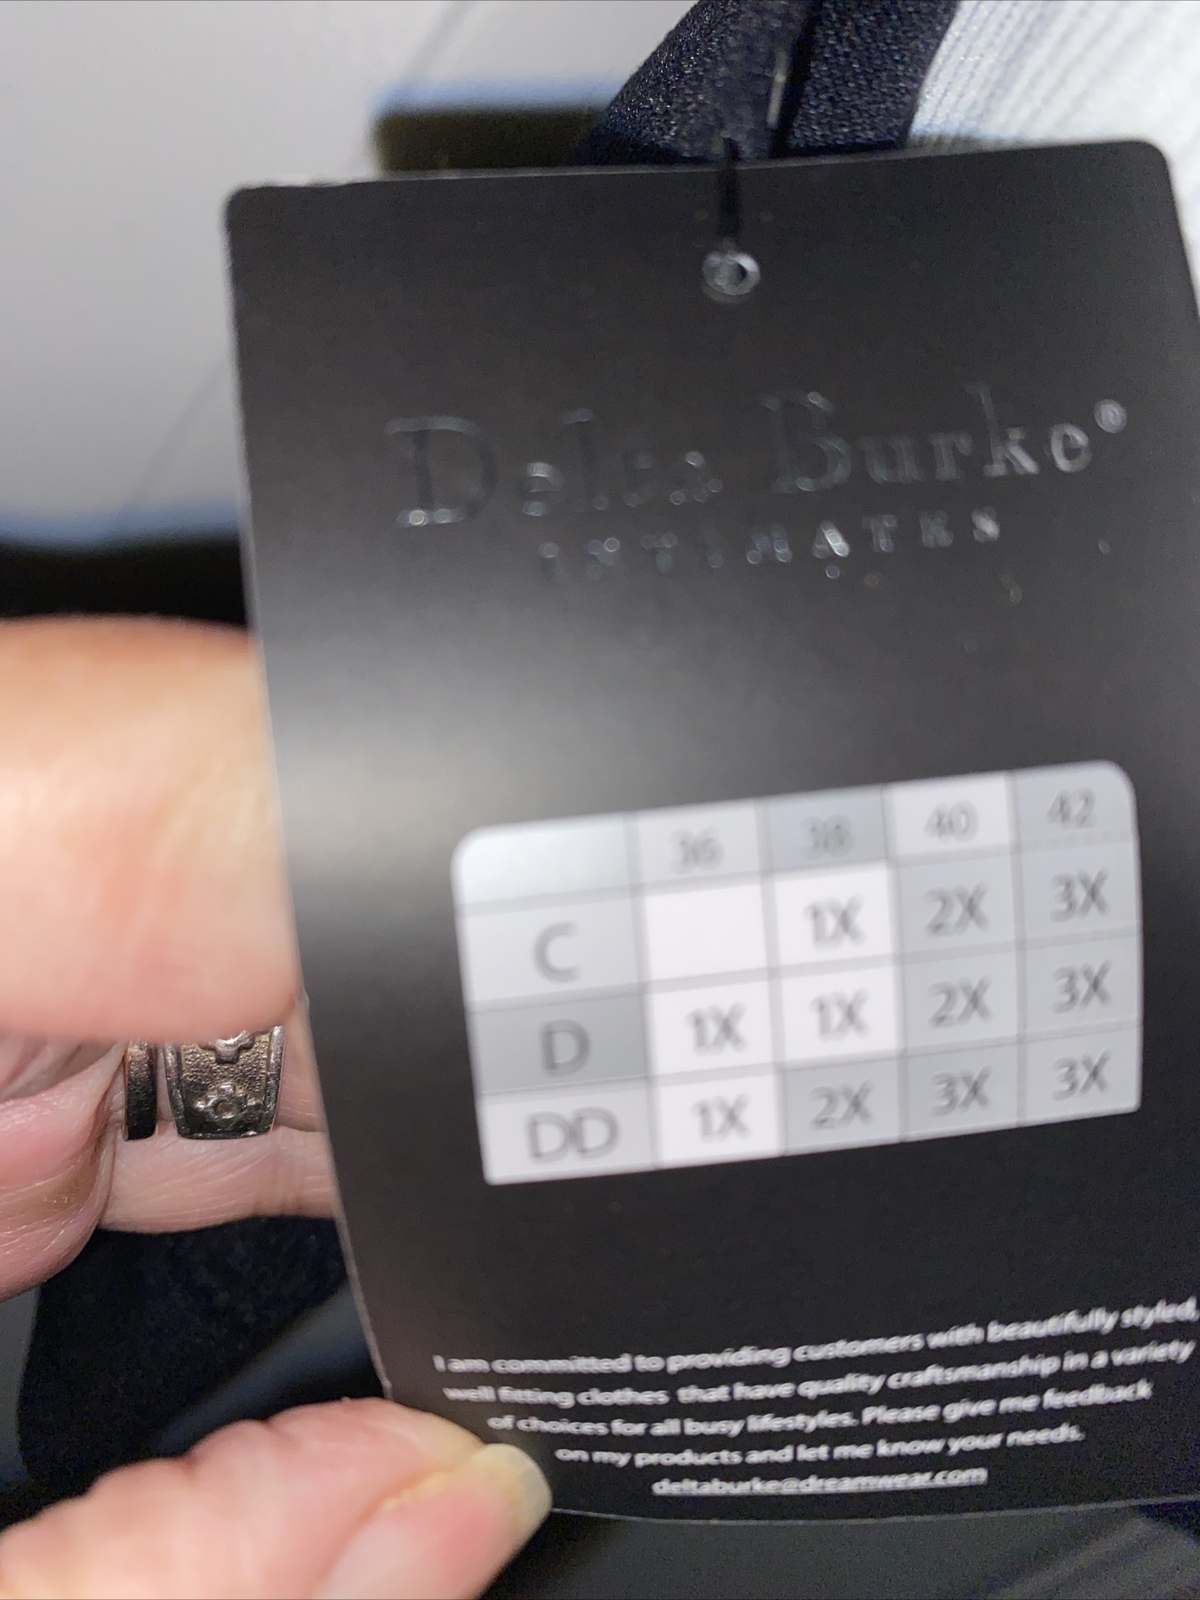 Delta Burke®
INTIMATES
36 38 40 42
C 1X 2X 3X
D 1X 1X 2X 3X
DD 1X 2X 3X 3X
I am committed to providing customers with beautifully styled,
well fitting clothes that have quality craftsmanship in a variety
of choices for all busy lifestyles. Please give me feedback
on my products and let me know your needs.
deltaburke@dreamwear.com